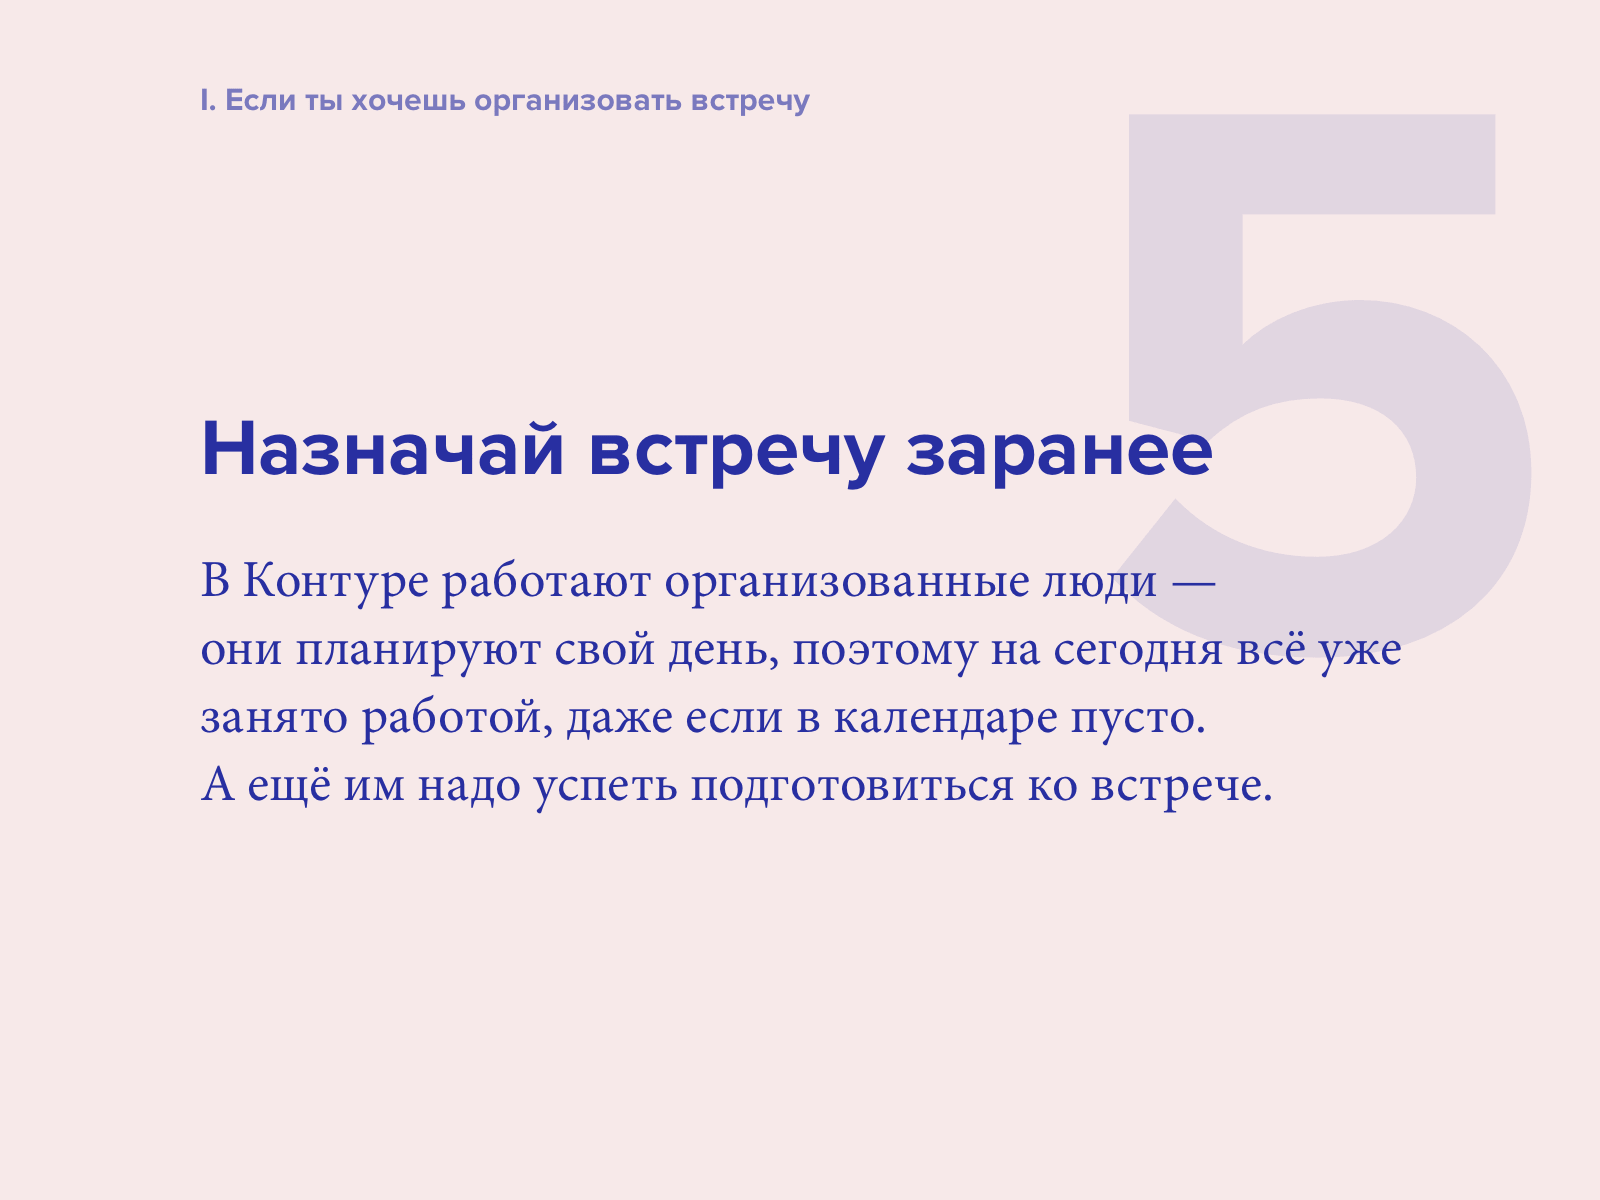 I. Если ты хочешь организовать встречу
5
Назначай встречу заранее
В Контуре работают организованные люди —
они планируют свой день, поэтому на сегодня всё уже
занято работой, даже если в календаре пусто.
А ещё им надо успеть подготовиться ко встрече.